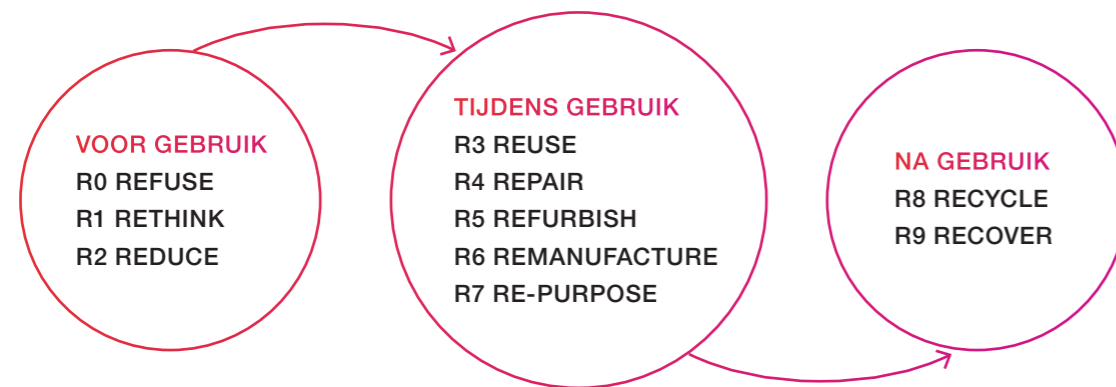 VOOR GEBRUIK
R0 REFUSE
R1 RETHINK
R2 REDUCE
TIJDENS GEBRUIK
R3 REUSE
R4 REPAIR
R5 REFURBISH
R6 REMANUFACTURE
R7 RE-PURPOSE
NA GEBRUIK
R8 RECYCLE
R9 RECOVER